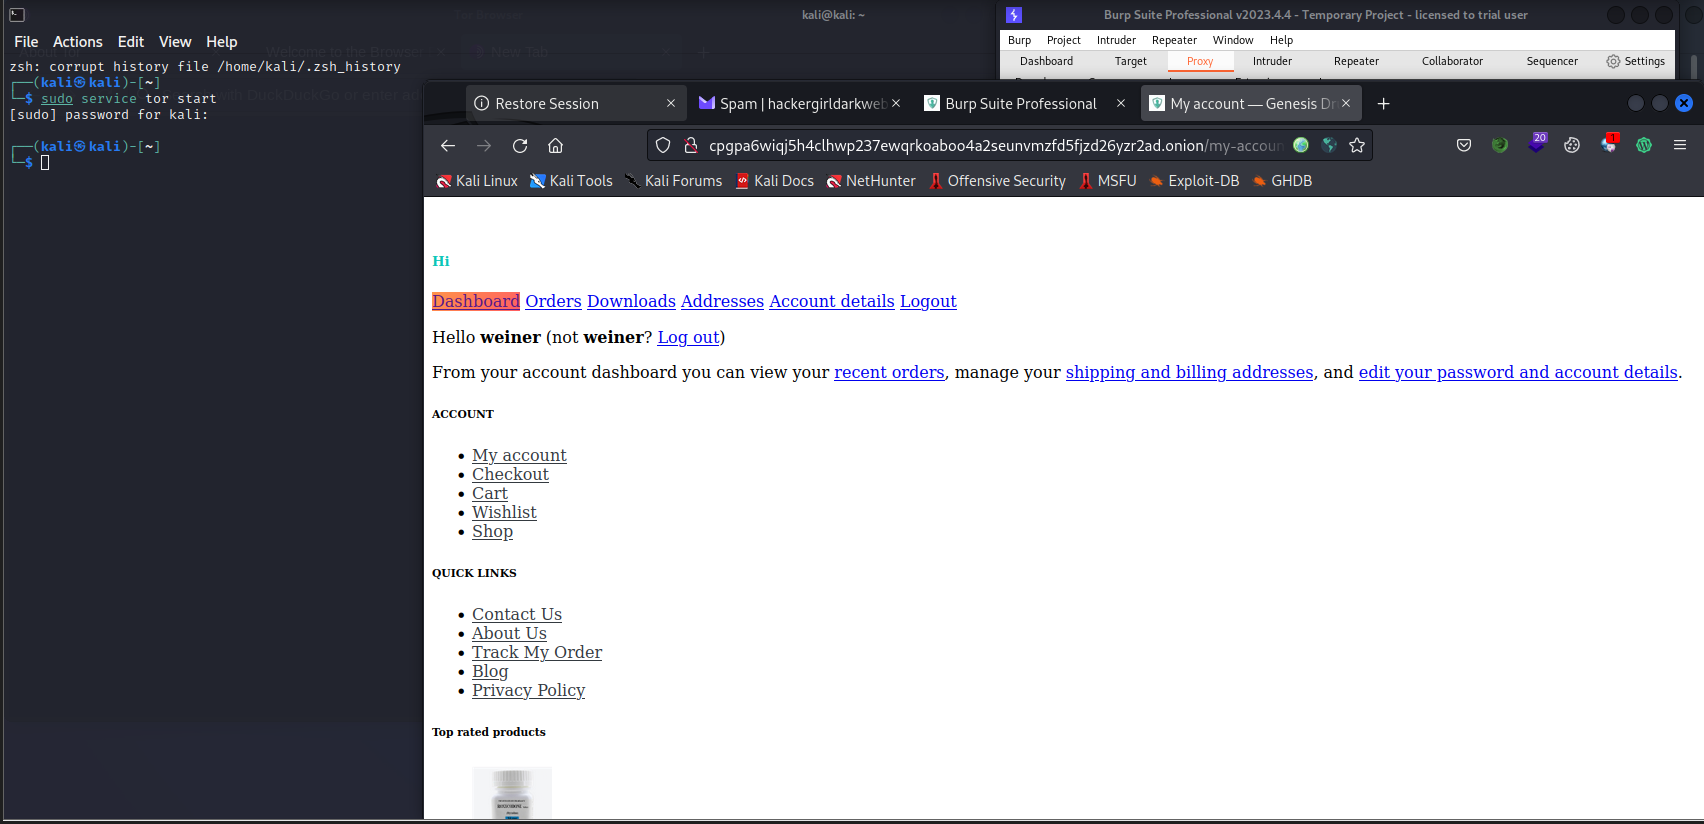 kali@kali: ~
File Actions Edit View Help
zsh: corrupt history file /home/kali/.zsh_history
(kali㉿kali)-[~]
$ sudo service tor start
[sudo] password for kali:
(kali㉿kali)-[~]
$
Burp Suite Professional v2023.4.4 - Temporary Project - licensed to trial user
Burp Project Intruder Repeater Window Help
Dashboard Target Proxy Intruder Repeater Collaborator Sequencer Settings
Restore Session Spam | hackergirldarkweb Burp Suite Professional My account — Genesis Dr
cpgpa6wiqj5h4clhwp237ewqrkoaboo4a2seunvmzfd5fjzd26yzr2ad.onion/my-accoun
20
Kali Linux Kali Tools Kali Forums Kali Docs NetHunter Offensive Security MSFU Exploit-DB GHDB
Hi
Dashboard Orders Downloads Addresses Account details Logout
Hello weiner (not weiner? Log out)
From your account dashboard you can view your recent orders, manage your shipping and billing addresses, and edit your password and account details.
ACCOUNT
• My account
• Checkout
• Cart
• Wishlist
• Shop
QUICK LINKS
• Contact Us
• About Us
• Track My Order
• Blog
• Privacy Policy
Top rated products